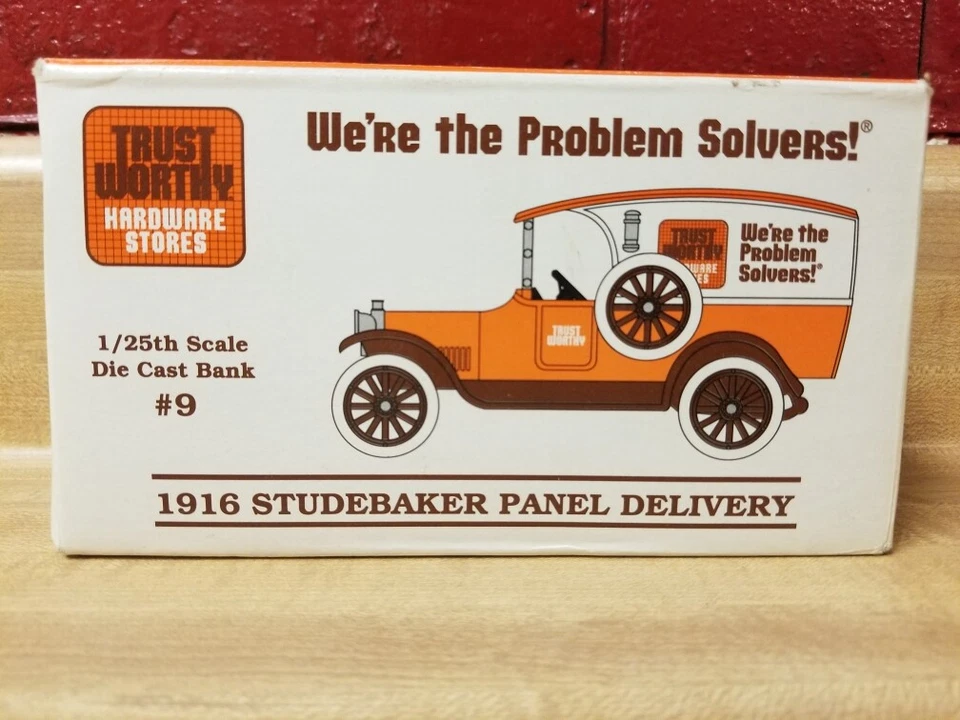 TRUST
WORTHY
HARDWARE
STORES
We're the Problem Solvers!®
TRUST
WORTHY
We're the
Problem
Solvers!®
TRUST
WORTHY
1/25th Scale
Die Cast Bank
#9
1916 STUDEBAKER PANEL DELIVERY